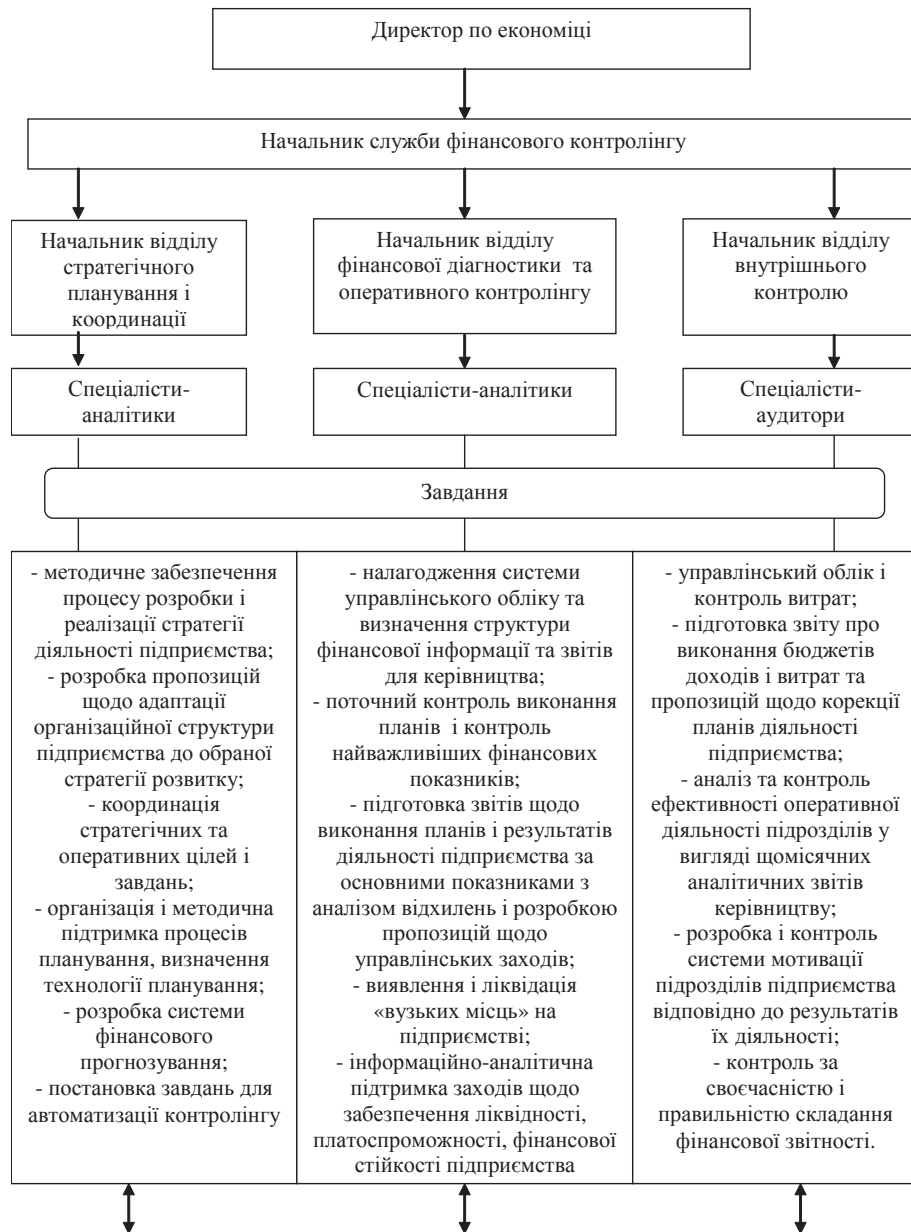 Директор по економіці
Начальник служби фінансового контролінгу
Начальник відділу
стратегічного
планування і
координації
Начальник відділу
фінансової діагностики та
оперативного контролінгу
Начальник відділу
внутрішнього
контролю
Спеціалісти-
аналітики
Спеціалісти-аналітики
Спеціалісти-
аудитори
Завдання
- методичне забезпечення
процесу розробки і
реалізації стратегії
діяльності підприємства;
- розробка пропозицій
щодо адаптації
організаційної структури
підприємства до обраної
стратегії розвитку;
- координація
стратегічних та
оперативних цілей і
завдань;
- організація і методична
підтримка процесів
планування, визначення
технології планування;
- розробка системи
фінансового
прогнозування;
- постановка завдань для
автоматизації контролінгу
- налагодження системи
управлінського обліку та
визначення структури
фінансової інформації та звітів
для керівництва;
- поточний контроль виконання
планів і контроль
найважливіших фінансових
показників;
- підготовка звітів щодо
виконання планів і результатів
діяльності підприємства за
основними показниками з
аналізом відхилень і розробкою
пропозицій щодо
управлінських заходів;
- виявлення і ліквідація
«вузьких місць» на
підприємстві;
- інформаційно-аналітична
підтримка заходів щодо
забезпечення ліквідності,
платоспроможності, фінансової
стійкості підприємства
- управлінський облік і
контроль витрат;
- підготовка звіту про
виконання бюджетів
доходів і витрат та
пропозицій щодо корекції
планів діяльності
підприємства;
- аналіз та контроль
ефективності оперативної
діяльності підрозділів у
вигляді щомісячних
аналітичних звітів
керівництву;
- розробка і контроль
системи мотивації
підрозділів підприємства
відповідно до результатів
їх діяльності;
- контроль за
своєчасністю і
правильністю складання
фінансової звітності.